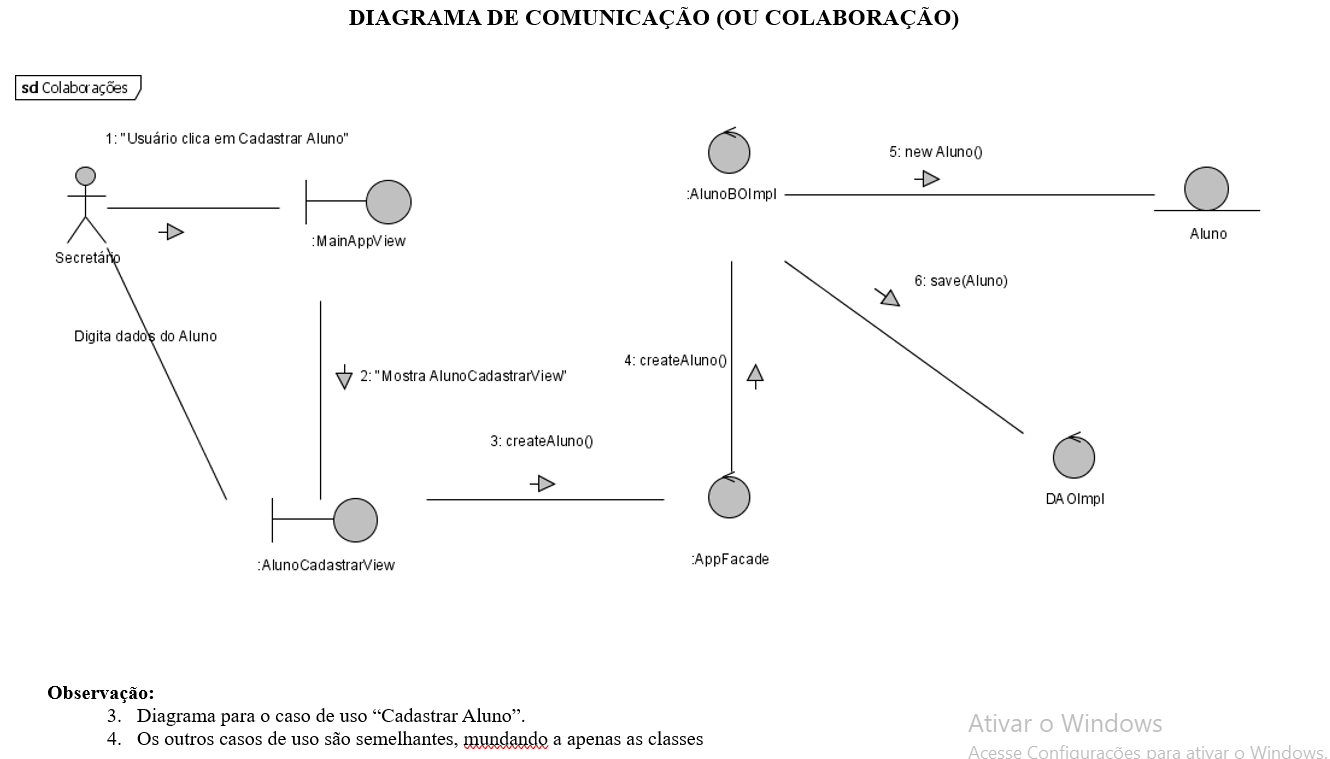 DIAGRAMA DE COMUNICAÇÃO (OU COLABORAÇÃO)
sd Colaborações
1: "Usuário clica em Cadastrar Aluno"
5: new Aluno()
:AlunoBOImpl
Aluno
:MainAppView
Secretário
6: save(Aluno)
Digita dados do Aluno
4: createAluno()
2: "Mostra AlunoCadastrarView"
3: createAluno()
DAOImpl
:AppFacade
:AlunoCadastrarView
Observação:
3. Diagrama para o caso de uso “Cadastrar Aluno”.
4. Os outros casos de uso são semelhantes, mundando a apenas as classes
Ativar o Windows
Acesse Configurações para ativar o Windows.